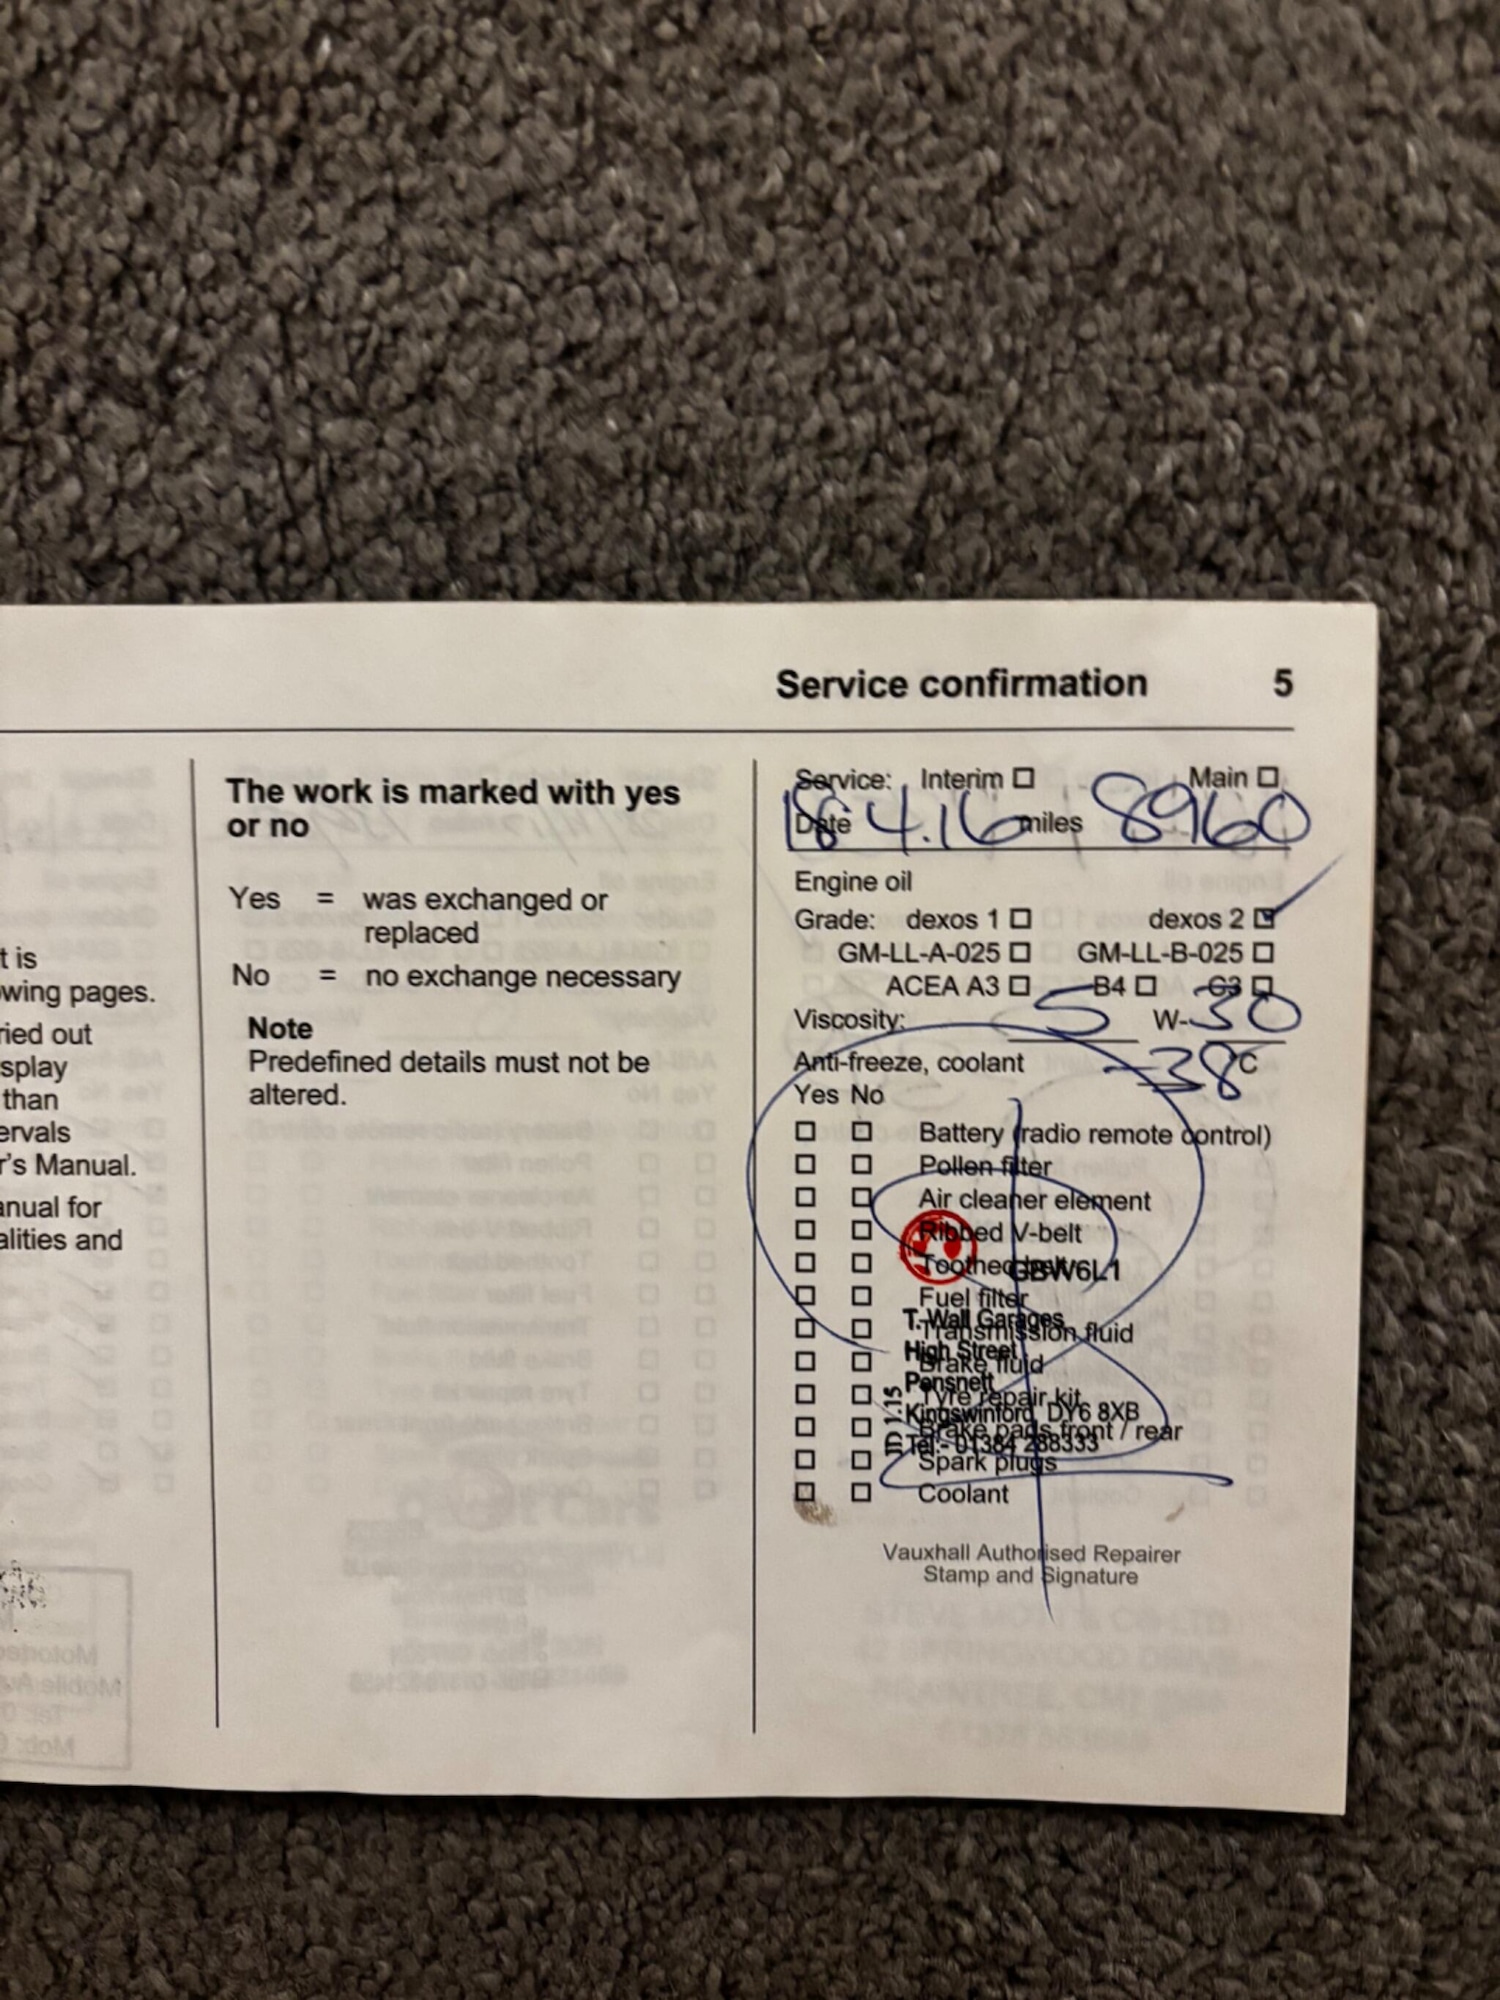 Service confirmation 5
t is
owing pages.
ried out
splay
than
ervals
r's Manual.
anual for
alities and
The work is marked with yes
or no
Yes = was exchanged or
replaced
No = no exchange necessary
Note
Predefined details must not be
altered.
Service: Interim ☐ Main ☐
Date 18 4.16 miles 8960
Engine oil
Grade: dexos 1 ☐ dexos 2 ☑
GM-LL-A-025 ☐ GM-LL-B-025 ☐
ACEA A3 ☐ B4 ☐ C3 ☐
Viscosity: 5 W-30
Anti-freeze, coolant -38°C
Yes No
☐ ☐ Battery (radio remote control)
☐ ☐ Pollen filter
☐ ☐ Air cleaner element
☐ ☐ Ribbed V-belt
☐ ☐ Toothed belt
GBW6L1
☐ ☐ Fuel filter
T. Wall Garages
☐ ☐ Transmission fluid
High Street
☐ ☐ Brake fluid
Pensnett
☐ ☐ Tyre repair kit
Kingswinford DY6 8XB
☐ ☐ Brake pads front / rear
Tel:- 01384 288333
JD 1.15
☐ ☐ Spark plugs
☐ ☐ Coolant
Vauxhall Authorised Repairer
Stamp and Signature